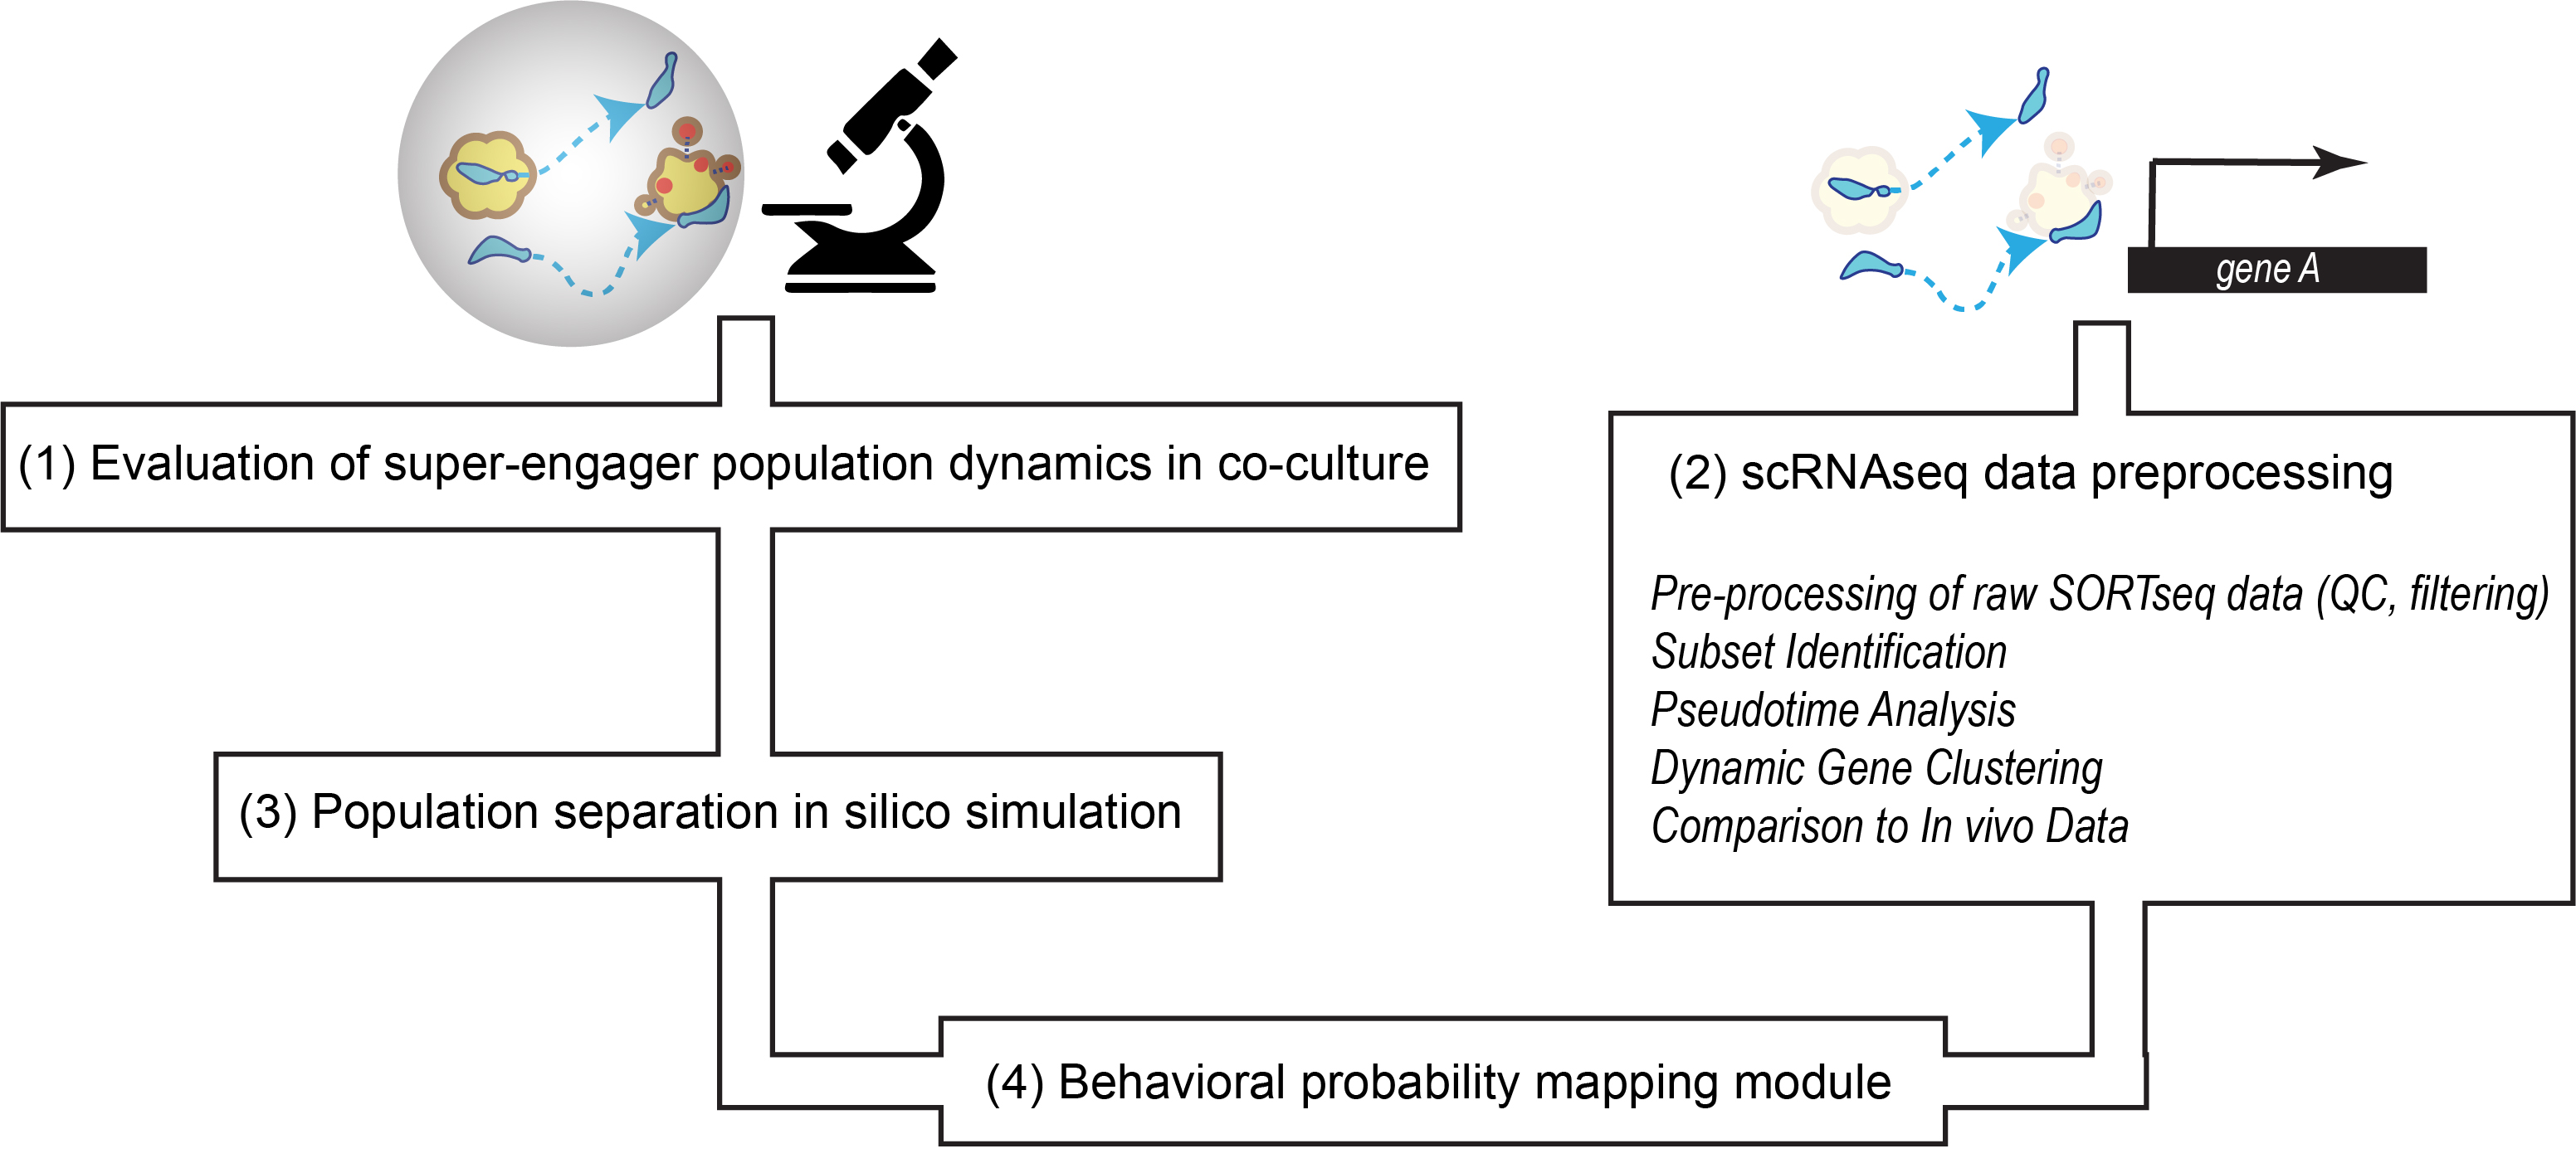 gene A
(1) Evaluation of super-engager population dynamics in co-culture
(2) scRNAseq data preprocessing
Pre-processing of raw SORTseq data (QC, filtering)
Subset Identification
Pseudotime Analysis
Dynamic Gene Clustering
Comparison to In vivo Data
(3) Population separation in silico simulation
(4) Behavioral probability mapping module